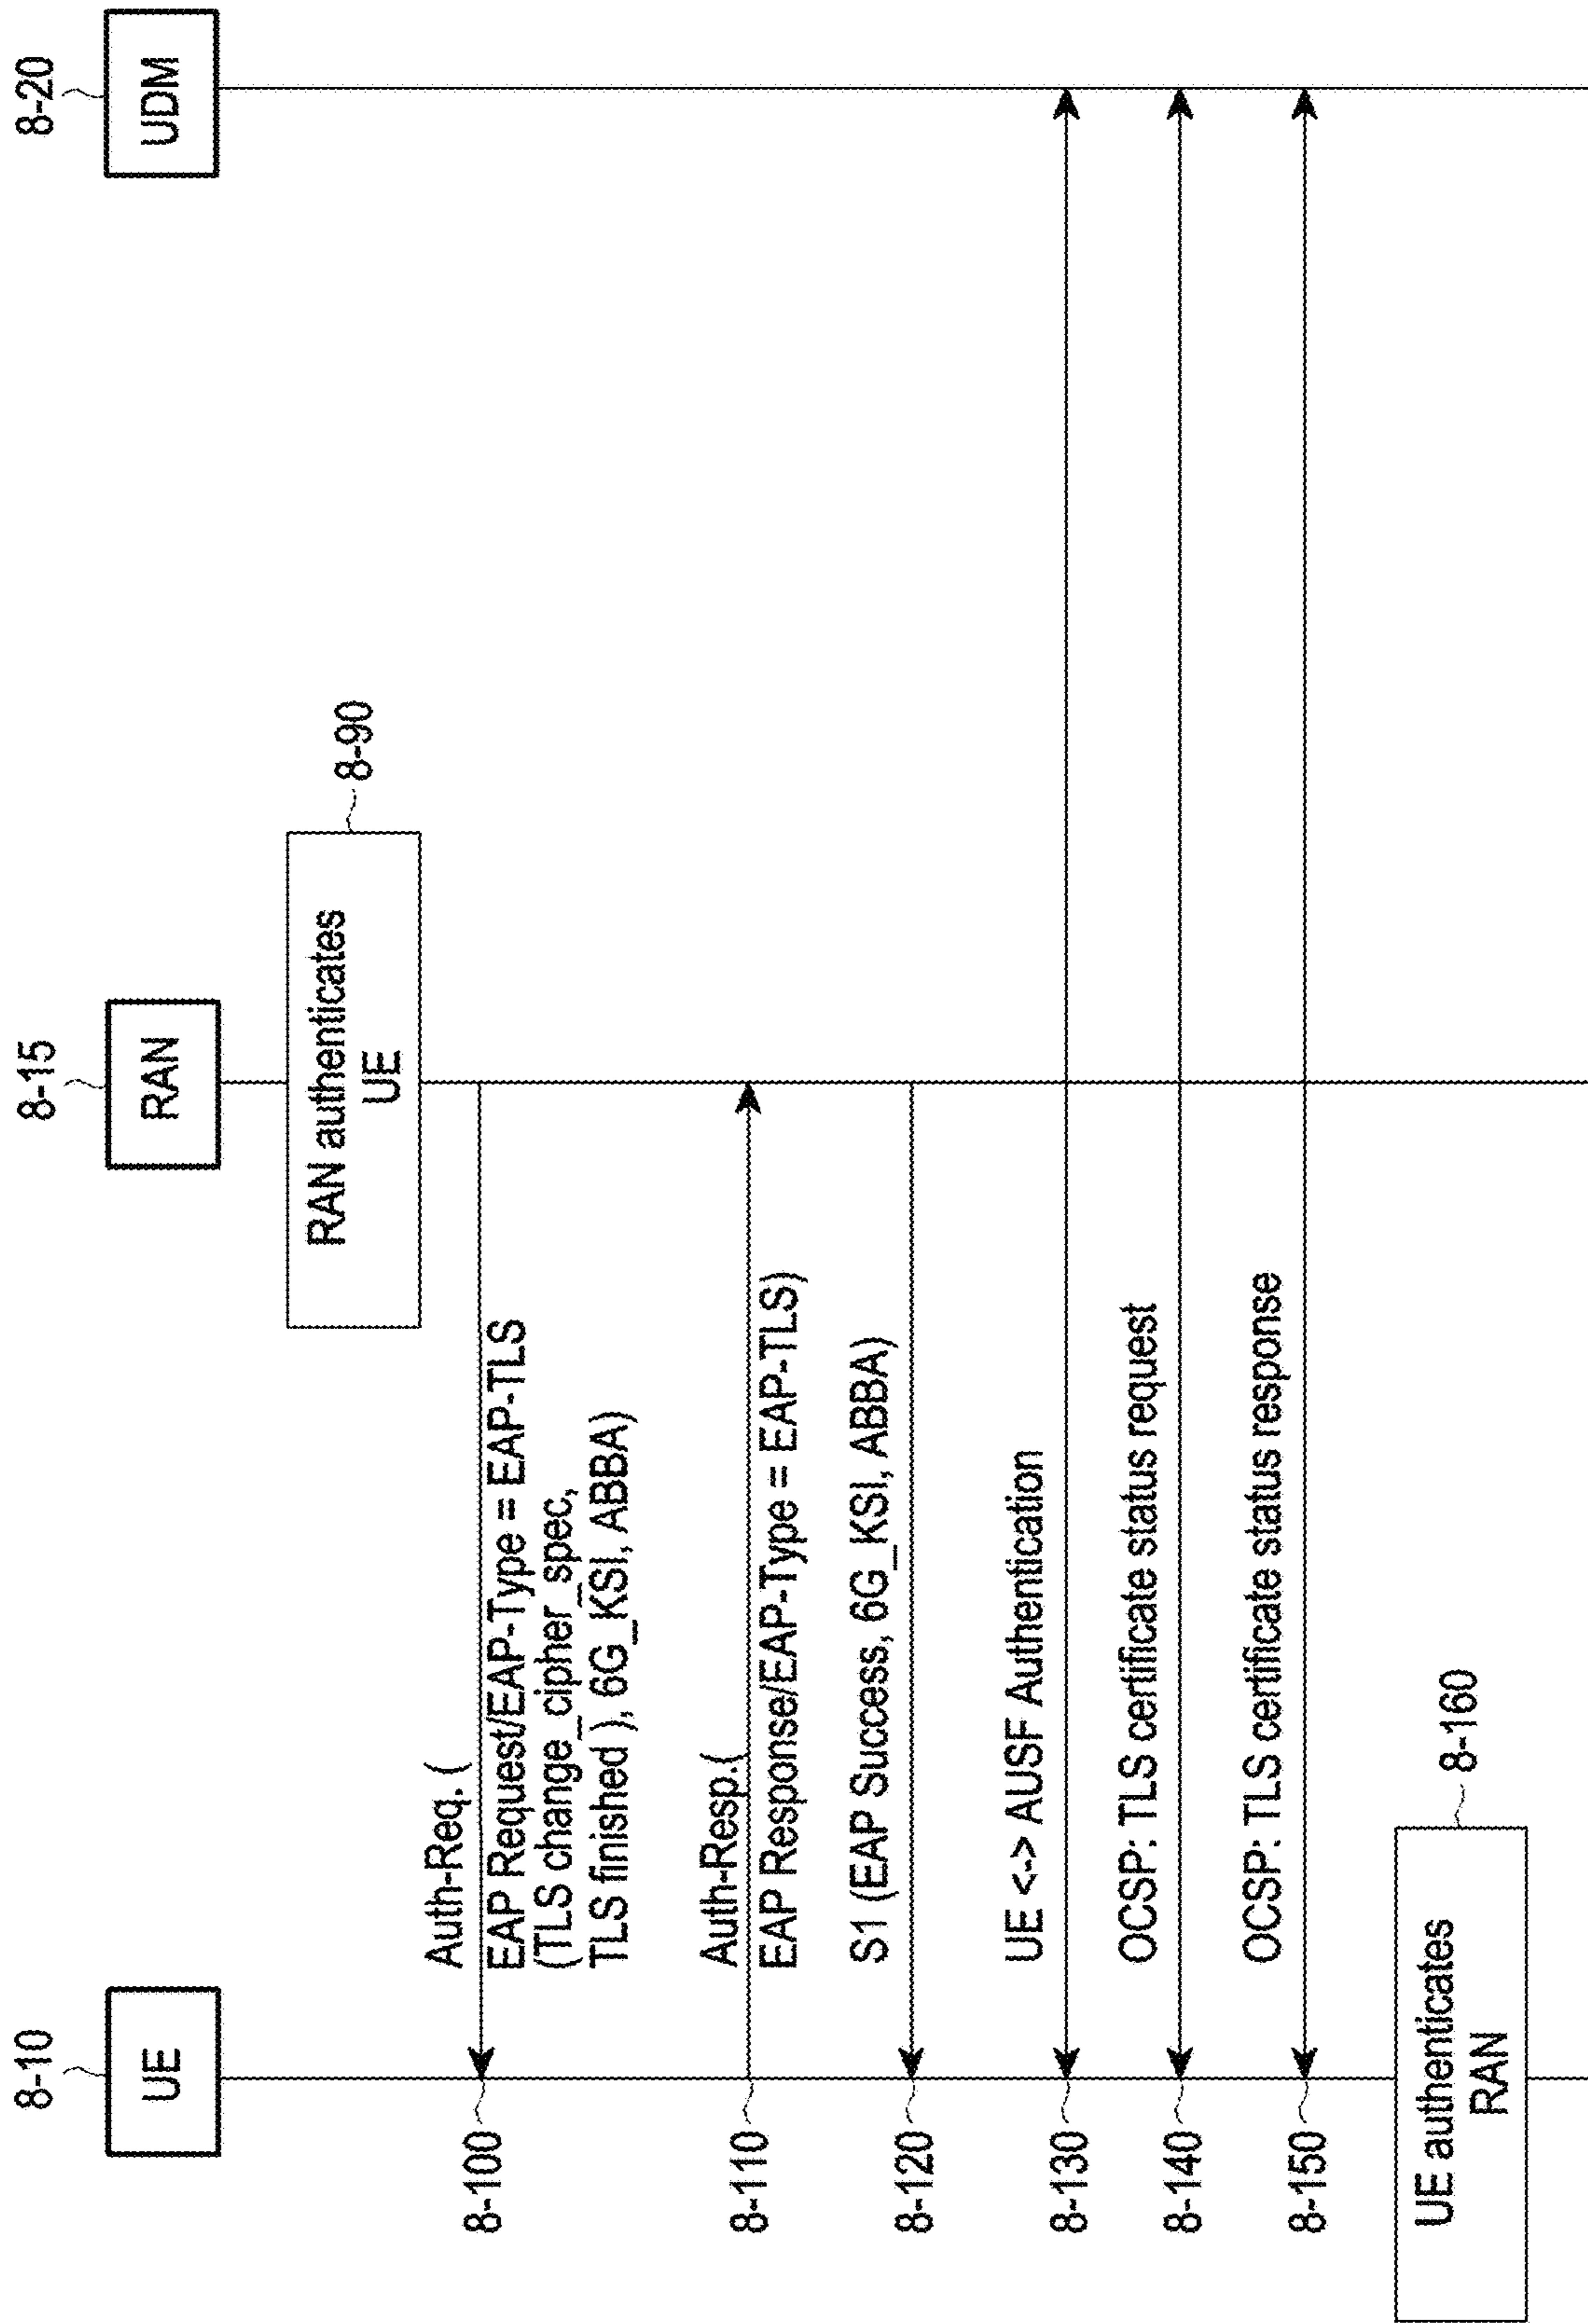 8-10
8-15
8-20
UE
RAN
UDM
RAN authenticates
UE
8-90
Auth-Req. (
8-100
EAP Request/EAP-Type = EAP-TLS
(TLS change_cipher_spec,
TLS finished ), 6G_KSI, ABBA)
Auth-Resp.(
8-110
EAP Response/EAP-Type = EAP-TLS)
S1 (EAP Success, 6G_KSI, ABBA)
8-120
UE <-> AUSF Authentication
8-130
OCSP: TLS certificate status request
8-140
OCSP: TLS certificate status response
8-150
UE authenticates
RAN
8-160